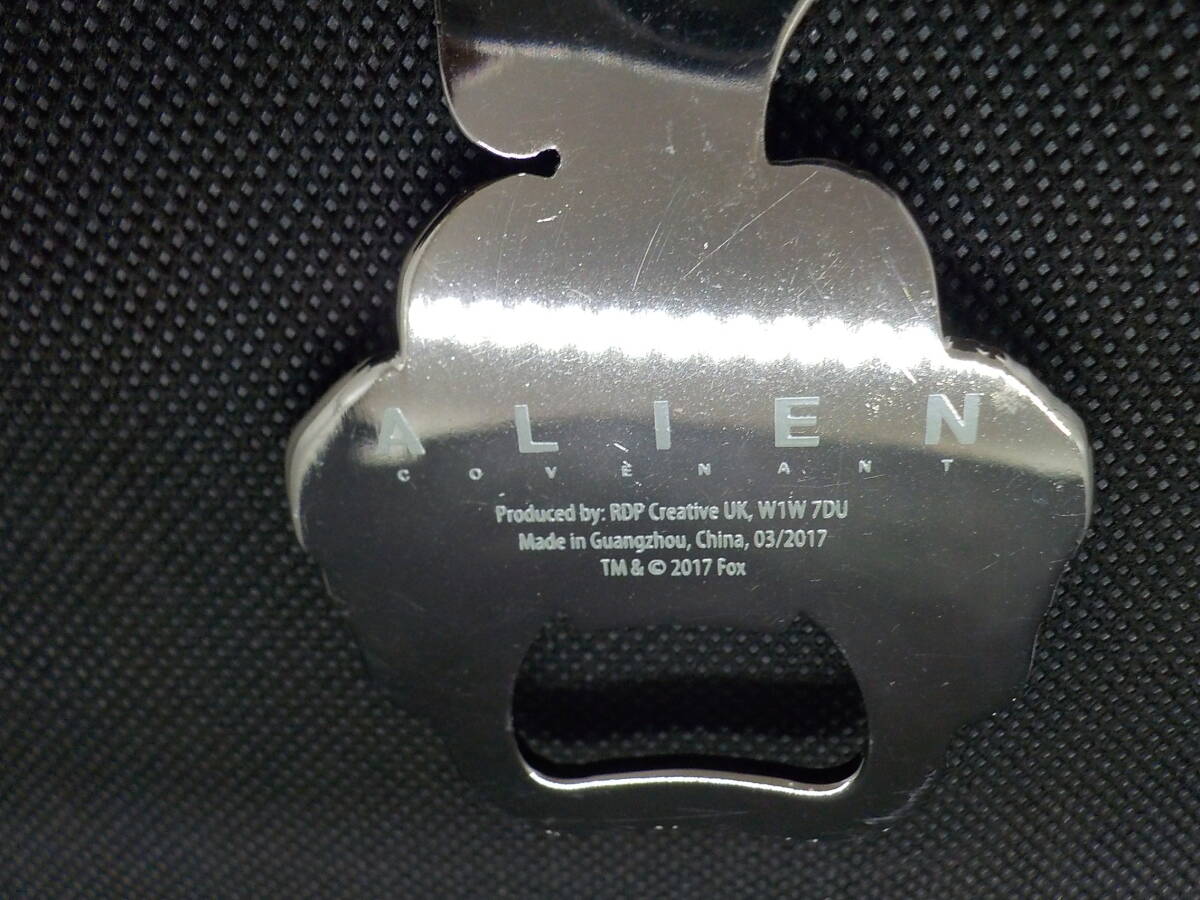 ALIEN
COVENANT
Produced by: RDP Creative UK, W1W 7DU
Made in Guangzhou, China, 03/2017
TM & © 2017 Fox